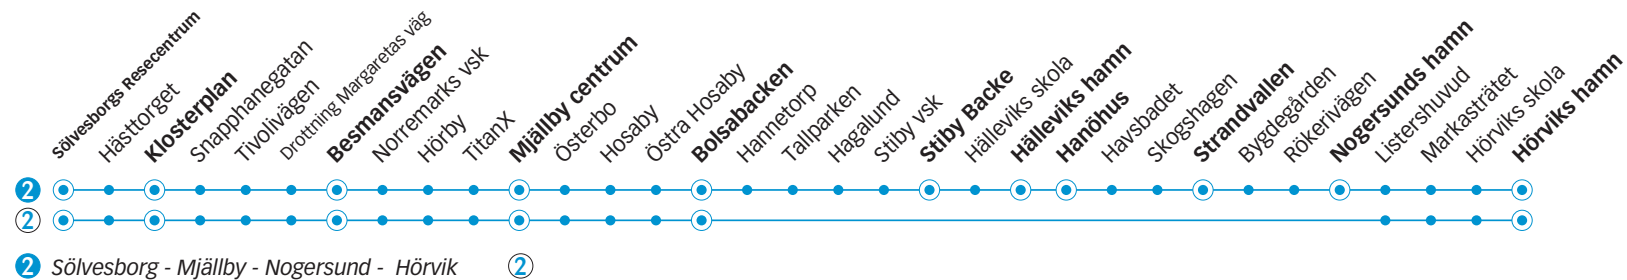 Sölvesborgs Resecentrum
Hästtorget
Klosterplan
Snapphanegatan
Tivolivägen
Drottning Margaretas väg
Besmansvägen
Norremarks vsk
Hörby
TitanX
Mjällby centrum
Österbo
Hosaby
Östra Hosaby
Bolsabacken
Hannetorp
Tallparken
Hagalund
Stiby vsk
Stiby Backe
Hälleviks skola
Hälleviks hamn
Hanöhus
Havsbadet
Skogshagen
Strandvallen
Bygdegården
Rökerivägen
Nogersunds hamn
Listershuvud
Markasträtet
Hörviks skola
Hörviks hamn
2
2
2 Sölvesborg - Mjällby - Nogersund - Hörvik 2